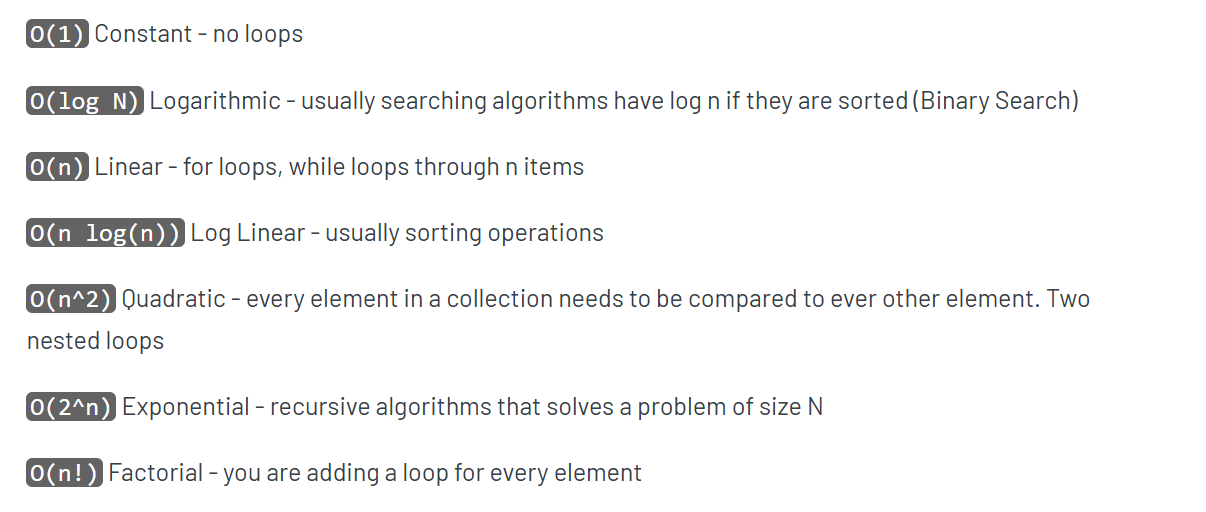 O(1) Constant - no loops
O(log N) Logarithmic - usually searching algorithms have log n if they are sorted (Binary Search)
O(n) Linear - for loops, while loops through n items
O(n log(n)) Log Linear - usually sorting operations
O(n^2) Quadratic - every element in a collection needs to be compared to ever other element. Two
nested loops
O(2^n) Exponential - recursive algorithms that solves a problem of size N
O(n!) Factorial - you are adding a loop for every element